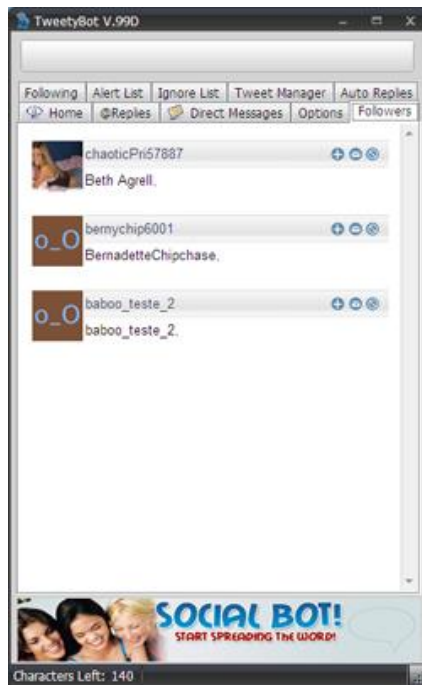 TweetyBot V.99D
Following Alert List Ignore List Tweet Manager Auto Replies
Home @Replies Direct Messages Options Followers
chaoticPri57887
Beth Agrell,
o_O
bernychip6001
BernadetteChipchase,
o_O
baboo_teste_2
baboo_teste_2,
SOCIAL BOT!
START SPREADING THE WORD!
Characters Left: 140